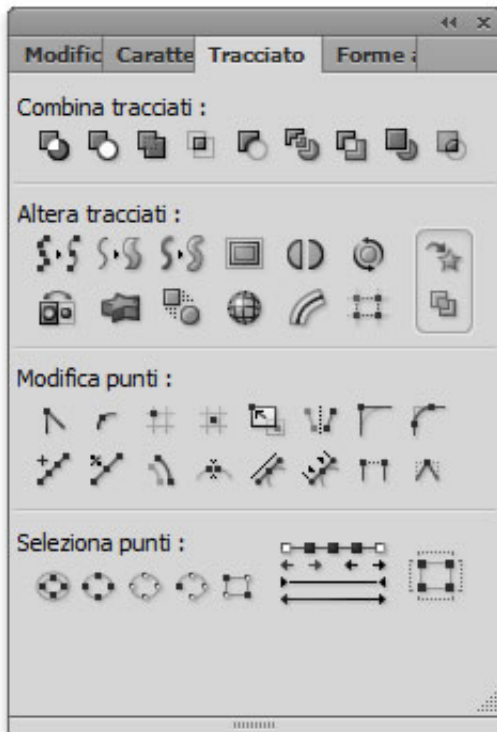 Modific Caratte Tracciato Forme a
Combina tracciati :
Altera tracciati :
Modifica punti :
Seleziona punti :